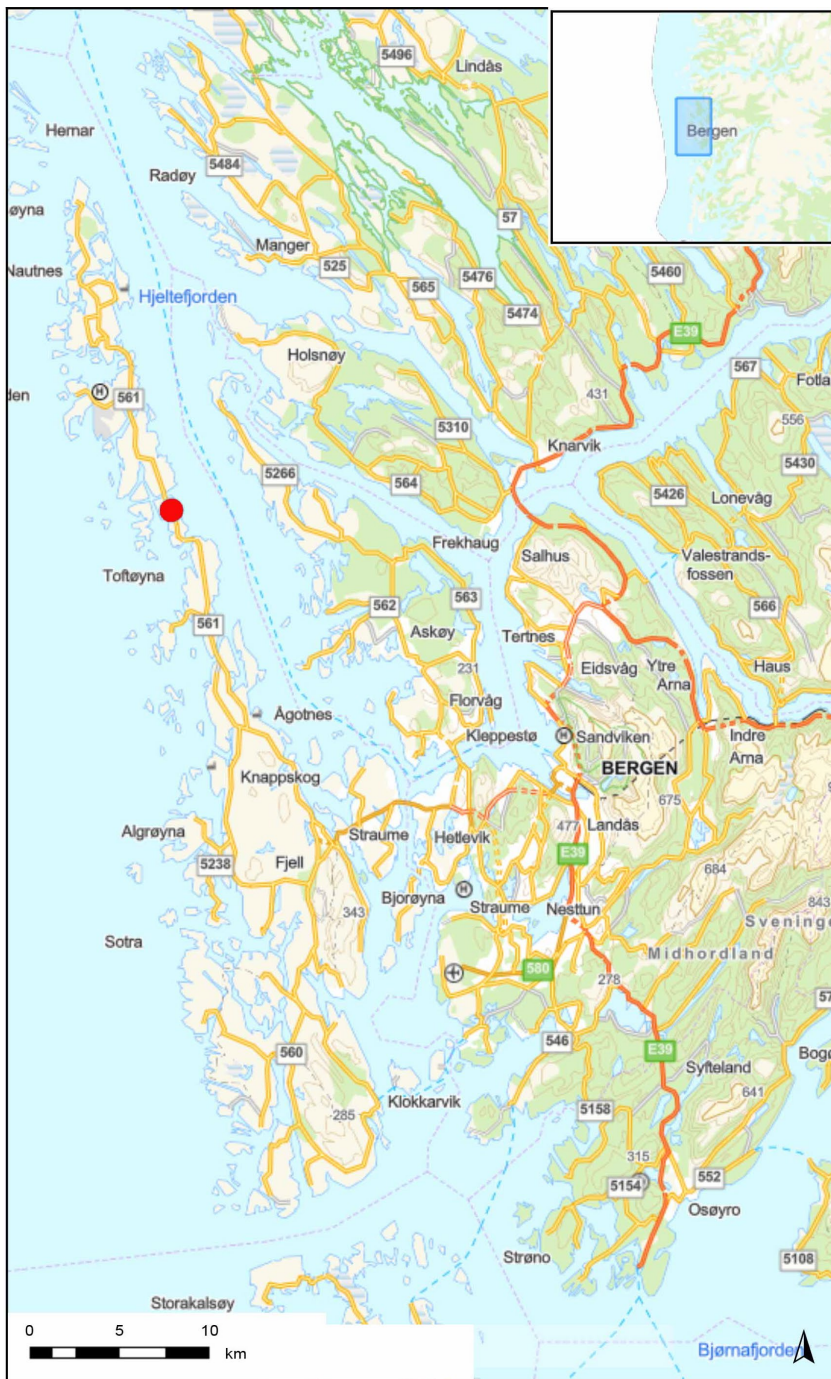 5496
Lindås
Hernar
Bergen
5484
Radøy
øyna
57
Manger
525
5476
5460
Nautnes
565
Hjeltefjorden
5474
E39
Holsnøy
567
Fotla
den
561
431
556
5310
Knarvik
5266
564
5430
5426
Lonevåg
Frekhaug
Salhus
Valestrands-
fossen
Toftøyna
563
562
566
561
Askøy
Tertnes
231
Eidsvåg
Ytre
Arna
Haus
Florvåg
Ågotnes
Kleppestø
H
Sandviken
Indre
Arna
BERGEN
Knappskog
675
Algrøyna
Straume
Hetlevik
477
Landås
5238
Fjell
E39
684
H
Bjorøyna
Straume
Nesttun
343
843
Svening
Sotra
Midhordland
580
278
57
546
560
E39
Bogø
Syfteland
Klokkarvik
641
5158
285
315
5154
552
Osøyro
Strøno
5108
Storakalsøy
0 5 10
km
Bjørnafjorden